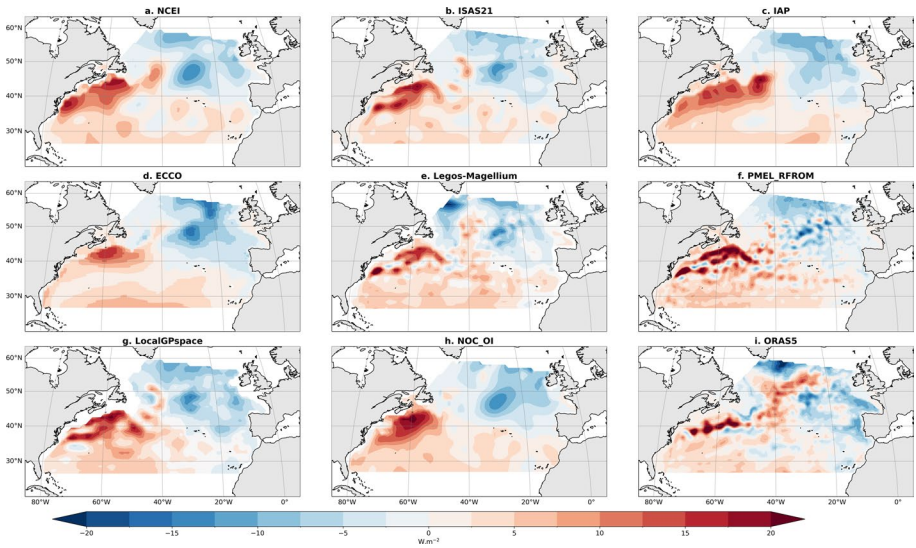 a. NCEI
b. ISAS21
c. IAP
60°N
50°N
40°N
30°N
d. ECCO
e. Legos-Magellium
f. PMEL_RFROM
60°N
50°N
40°N
30°N
g. LocalGPspace
h. NOC_OI
i. ORAS5
60°N
50°N
40°N
30°N
80°W 60°W 40°W 20°W 0° 80°W 60°W 40°W 20°W 0° 80°W 60°W 40°W 20°W 0°
−20 −15 −10 −5 0 5 10 15 20
W.m⁻²